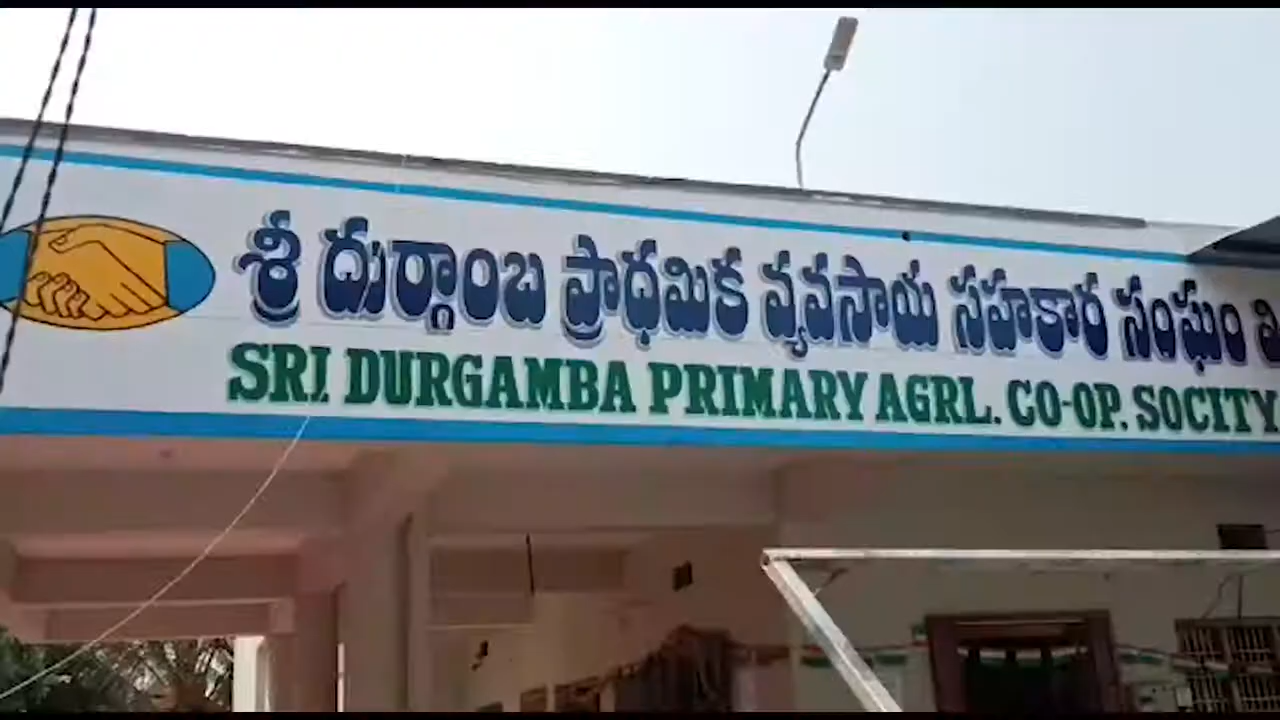 శ్రీ దుర్గాంబ ప్రాథమిక వ్యవసాయ సహకార సంఘం
SRI. DURGAMBA PRIMARY AGRL. CO-OP. SOCITY